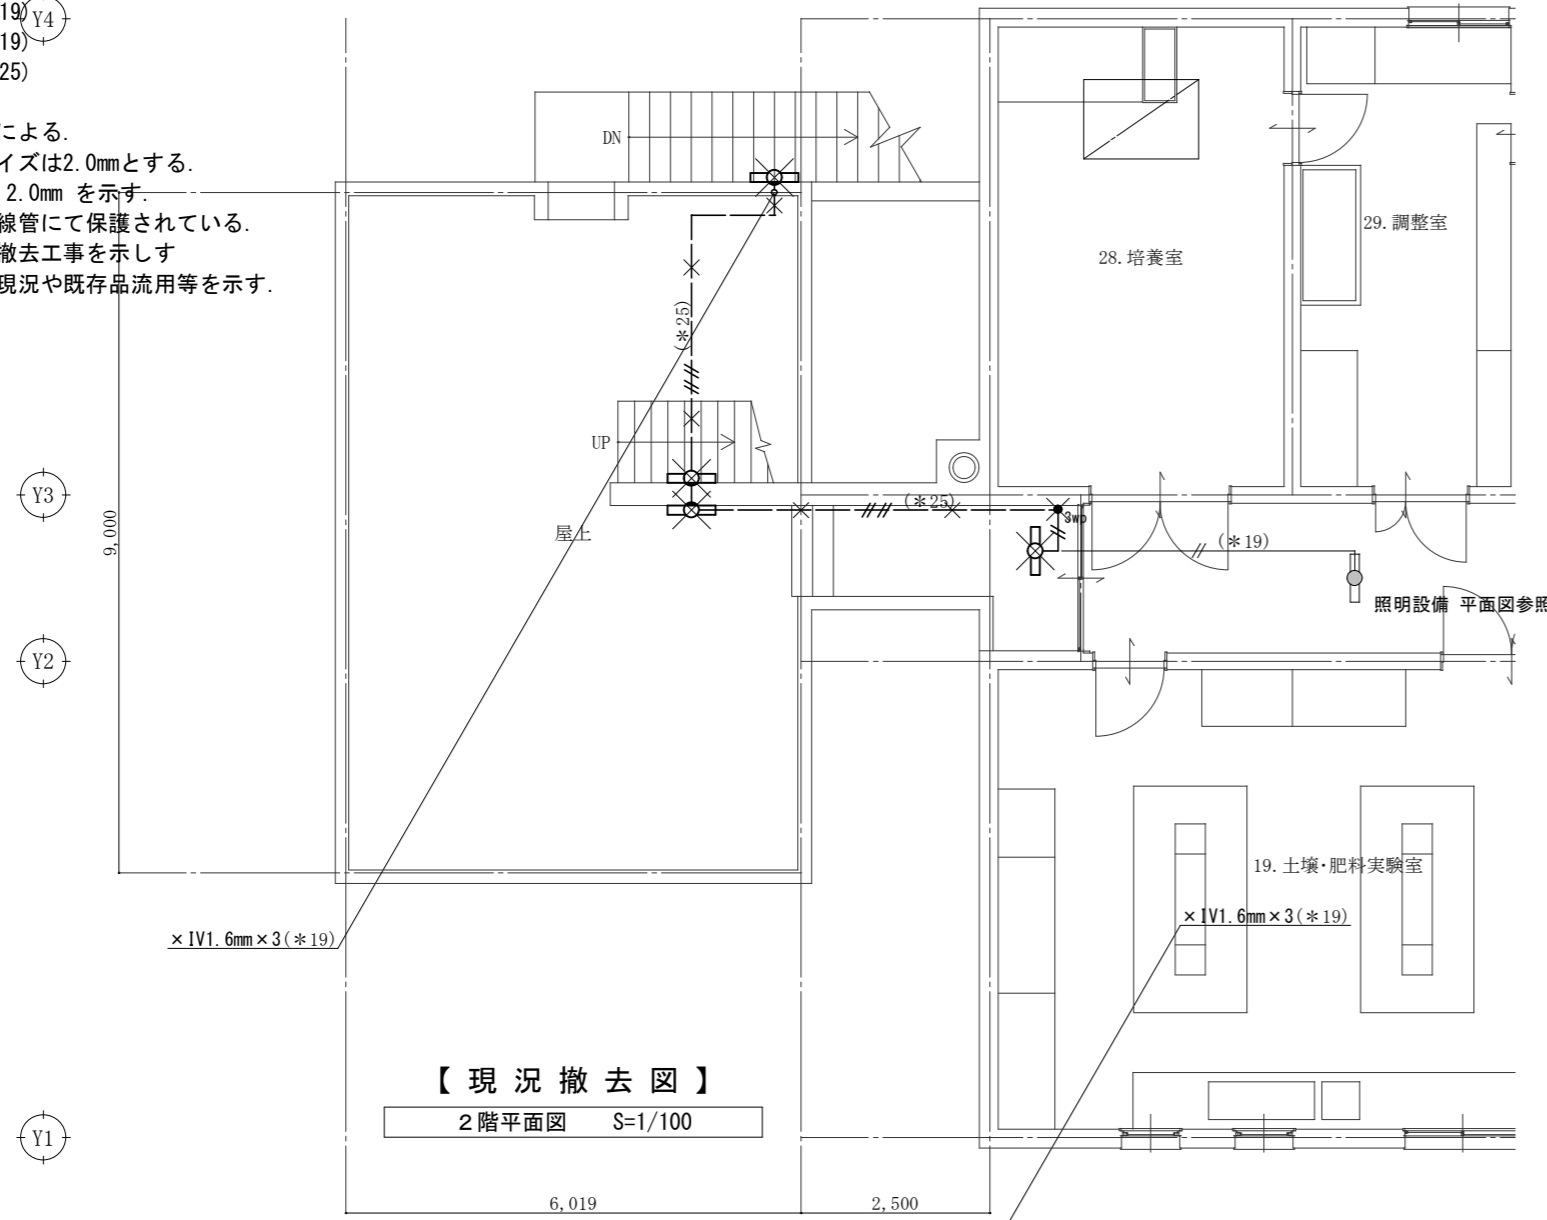 19)
19)
25)
による.
イズは2.0mmとする.
2.0mm を示す.
線管にて保護されている.
撤去工事を示しす
現況や既存品流用等を示す.
Y4
Y3
Y2
Y1
9,000
DN
UP
(*25)
屋上
(*25)
3wp
(*19)
28.培養室
29.調整室
照明設備 平面図参照
19.土壌・肥料実験室
×IV1.6mm×3(*19)
×IV1.6mm×3(*19)
【 現 況 撤 去 図 】
2階平面図 S=1/100
6,019
2,500